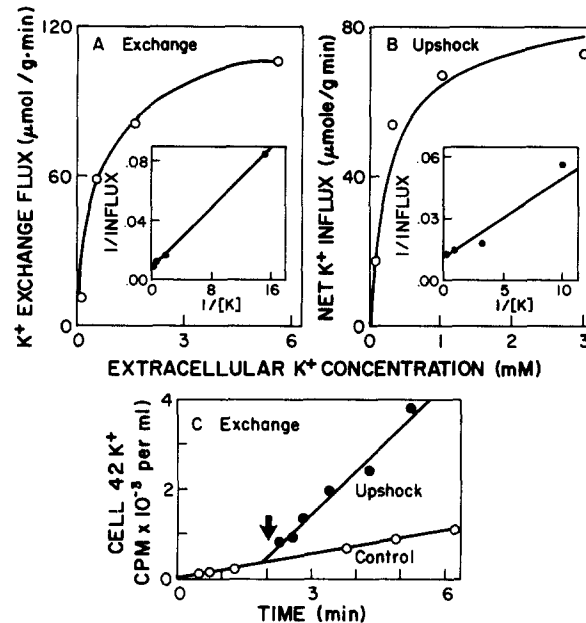 A Exchange
K+ EXCHANGE FLUX (μmol /g·min)
120
60
0
1/INFLUX
.08
.04
.00
0
8
16
1/[K]
0
3
6
B Upshock
NET K+ INFLUX (μmole/g min)
80
40
0
1/INFLUX
.06
.03
.00
0
5
10
1/[K]
0
1
2
3
EXTRACELLULAR K+ CONCENTRATION (mM)
C Exchange
CELL 42 K+
CPM x 10⁻³ per ml
4
2
0
Upshock
Control
0
3
6
TIME (min)